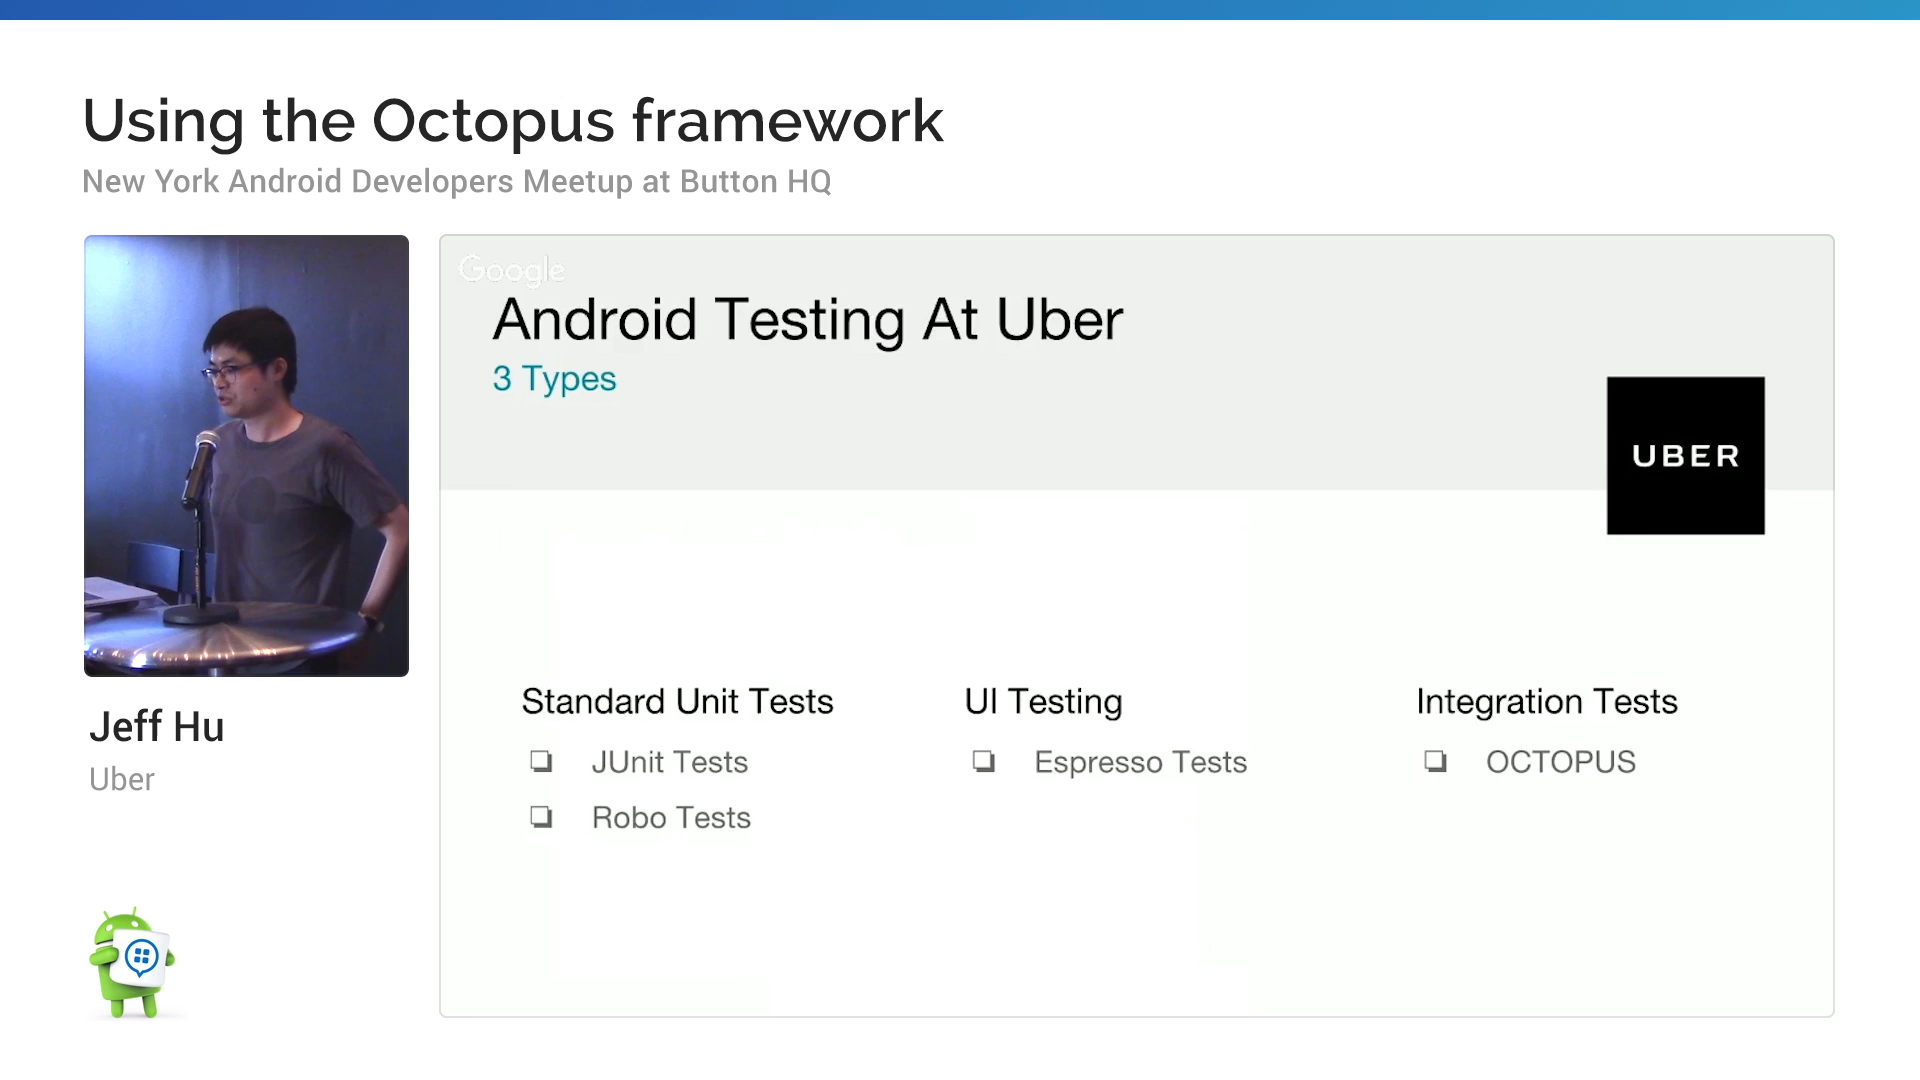 Using the Octopus framework
New York Android Developers Meetup at Button HQ
Google
Android Testing At Uber
3 Types
UBER
Standard Unit Tests
JUnit Tests
Robo Tests
UI Testing
Espresso Tests
Integration Tests
OCTOPUS
Jeff Hu
Uber